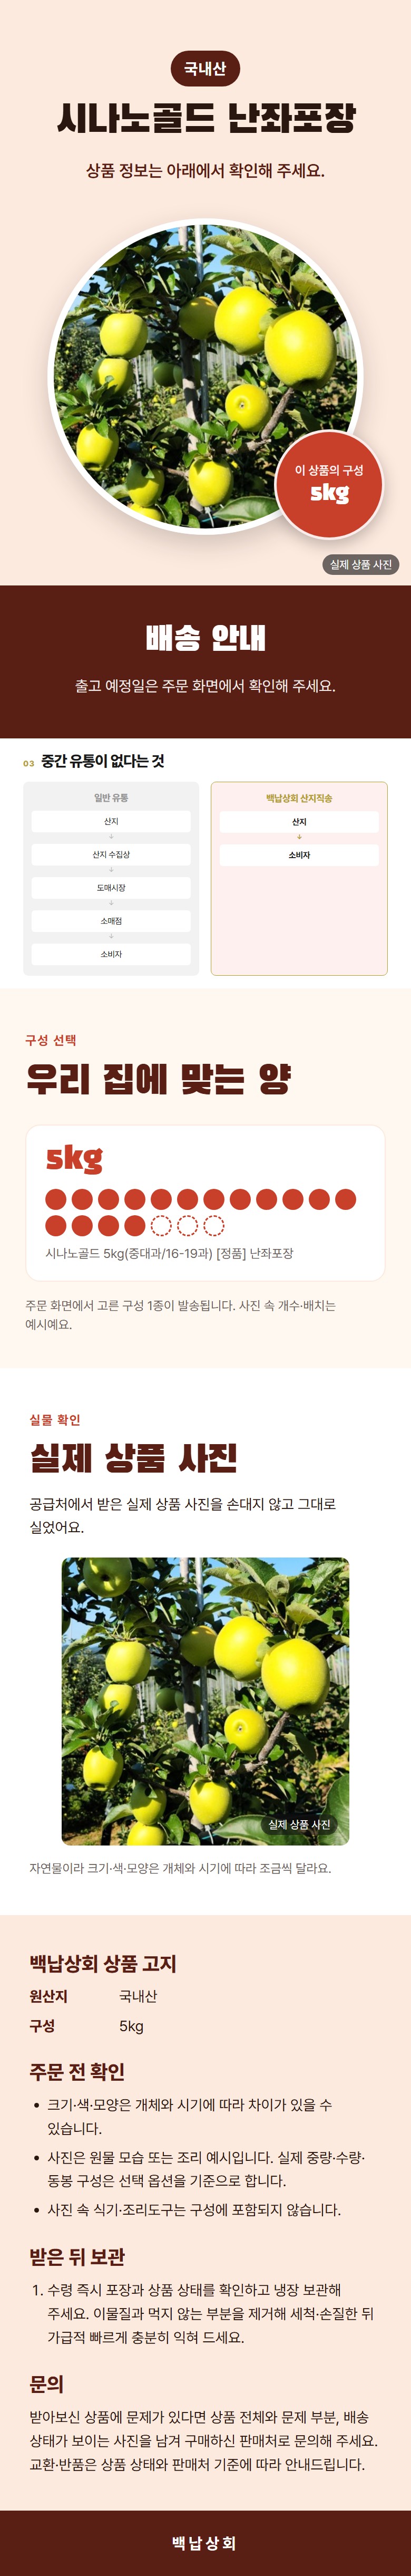 국내산
시나노골드 난좌포장
상품 정보는 아래에서 확인해 주세요.
이 상품의 구성
5kg
실제 상품 사진
배송 안내
출고 예정일은 주문 화면에서 확인해 주세요.
03 중간 유통이 없다는 것
일반 유통
산지
↓
산지 수집상
↓
도매시장
↓
소매점
↓
소비자
백납상회 산지직송
산지
↓
소비자
구성 선택
우리 집에 맞는 양
5kg
시나노골드 5kg(중대과/16-19과) [정품] 난좌포장
주문 화면에서 고른 구성 1종이 발송됩니다. 사진 속 개수·배치는
예시예요.
실물 확인
실제 상품 사진
공급처에서 받은 실제 상품 사진을 손대지 않고 그대로
실었어요.
실제 상품 사진
자연물이라 크기·색·모양은 개체와 시기에 따라 조금씩 달라요.
백납상회 상품 고지
원산지 국내산
구성 5kg
주문 전 확인
• 크기·색·모양은 개체와 시기에 따라 차이가 있을 수
있습니다.
• 사진은 원물 모습 또는 조리 예시입니다. 실제 중량·수량·
동봉 구성은 선택 옵션을 기준으로 합니다.
• 사진 속 식기·조리도구는 구성에 포함되지 않습니다.
받은 뒤 보관
1. 수령 즉시 포장과 상품 상태를 확인하고 냉장 보관해
주세요. 이물질과 먹지 않는 부분을 제거해 세척·손질한 뒤
가급적 빠르게 충분히 익혀 드세요.
문의
받아보신 상품에 문제가 있다면 상품 전체와 문제 부분, 배송
상태가 보이는 사진을 남겨 구매하신 판매처로 문의해 주세요.
교환·반품은 상품 상태와 판매처 기준에 따라 안내드립니다.
백납상회